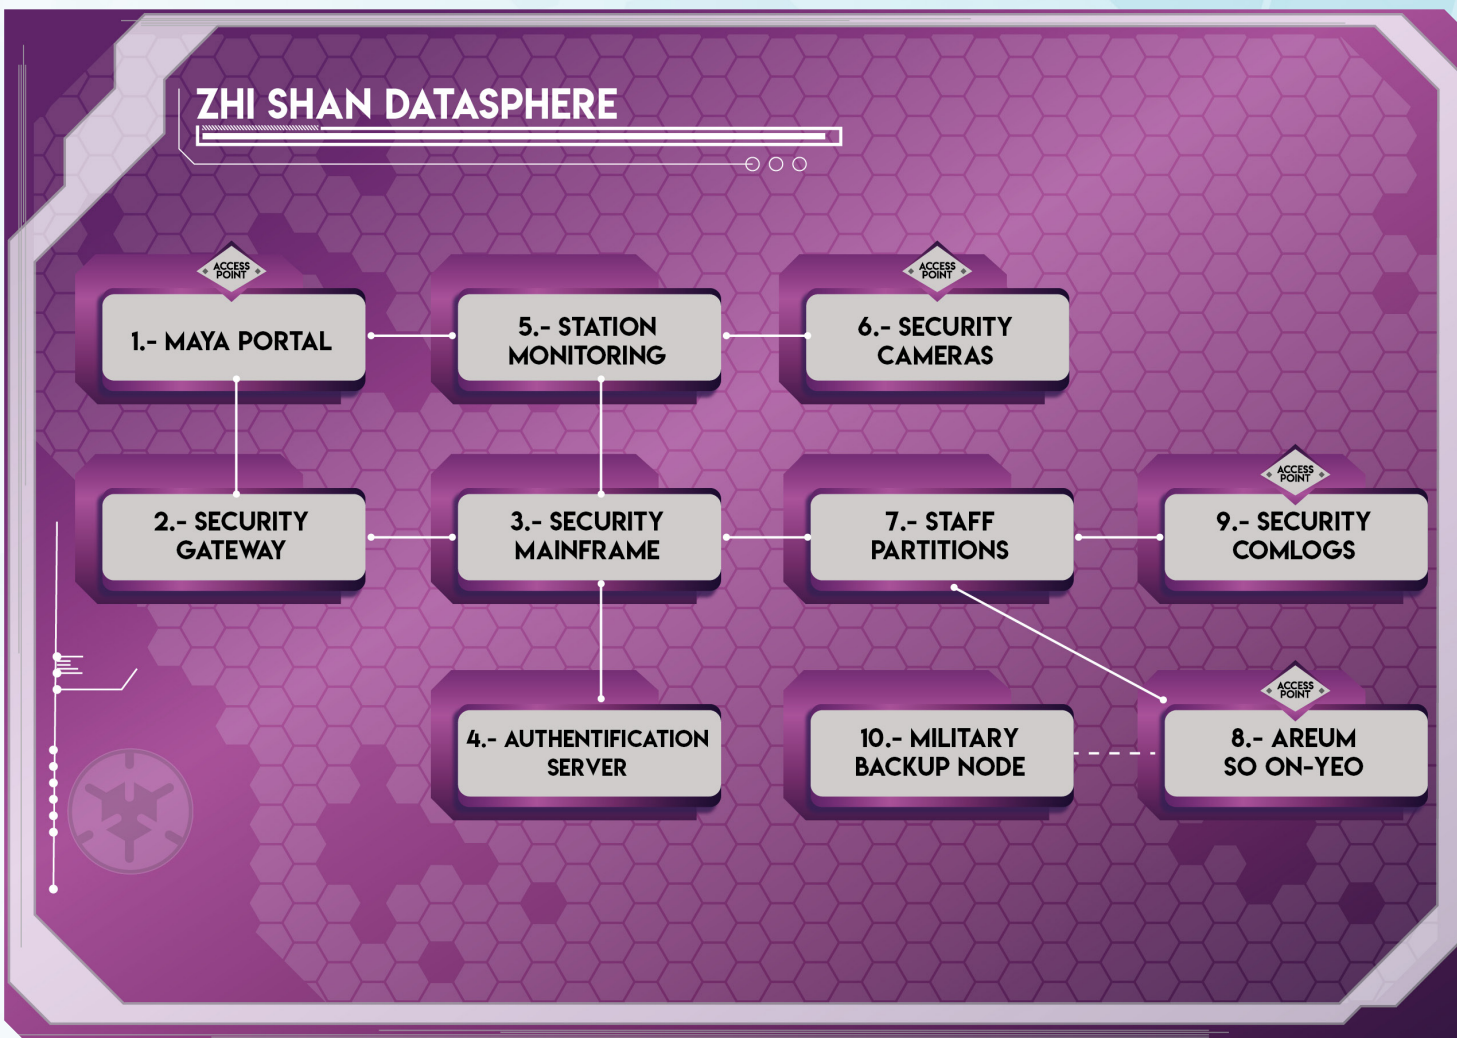 ZHI SHAN DATASPHERE
ACCESS
POINT
1.- MAYA PORTAL
5.- STATION
MONITORING
ACCESS
POINT
6.- SECURITY
CAMERAS
2.- SECURITY
GATEWAY
3.- SECURITY
MAINFRAME
7.- STAFF
PARTITIONS
ACCESS
POINT
9.- SECURITY
COMLOGS
4.- AUTHENTIFICATION
SERVER
10.- MILITARY
BACKUP NODE
ACCESS
POINT
8.- AREUM
SO ON-YEO